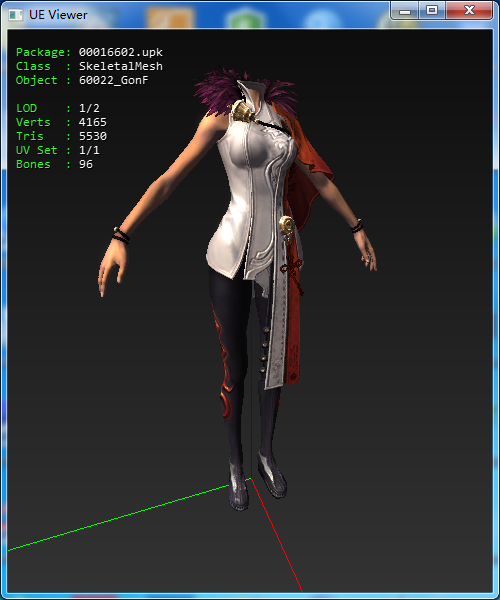 UE Viewer
Package: 00016602.upk
Class : SkeletalMesh
Object : 60022_GonF
LOD : 1/2
Verts : 4165
Tris : 5530
UV Set : 1/1
Bones : 96